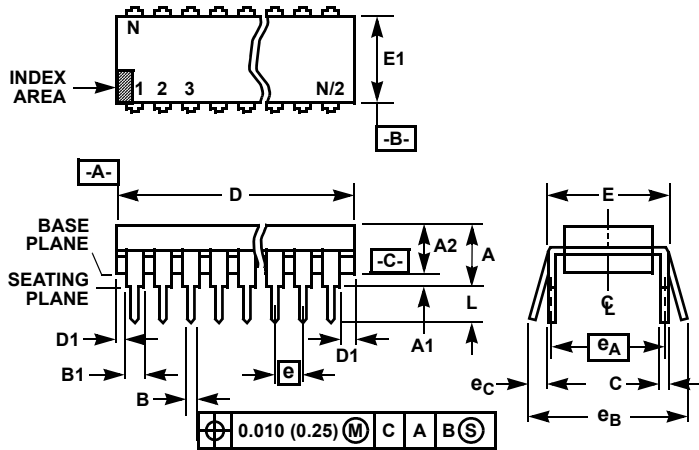 N
E1
INDEX
AREA
1 2 3 N/2
-B-
-A-
D
E
BASE
PLANE
A2
A
-C-
SEATING
PLANE
L
D1
A1
D1
B1
e
B
eA
eC
C
eB
⌖ 0.010 (0.25) Ⓜ C A B Ⓢ
℄